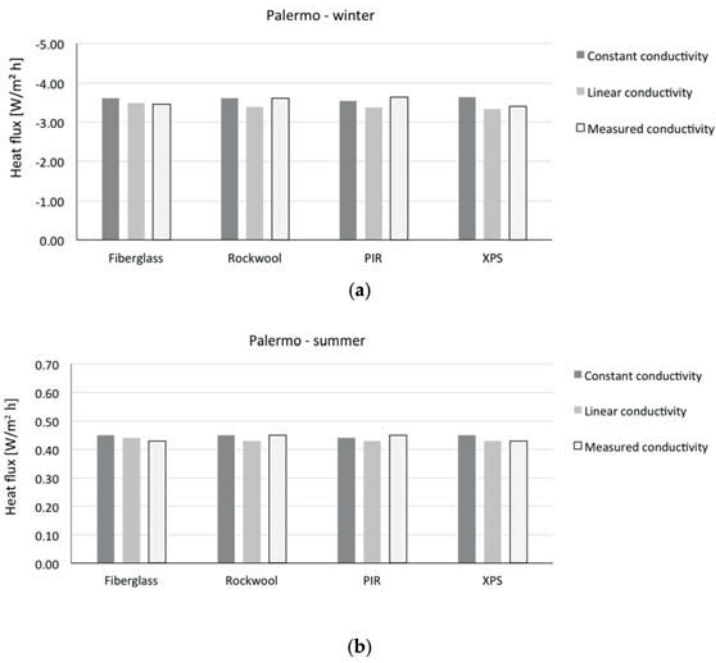 Palermo - winter
Heat flux [W/m² h]
-5.00
-4.00
-3.00
-2.00
-1.00
0.00
Fiberglass
Rockwool
PIR
XPS
Constant conductivity
Linear conductivity
Measured conductivity
(a)
Palermo - summer
Heat flux [W/m² h]
0.70
0.60
0.50
0.40
0.30
0.20
0.10
0.00
Fiberglass
Rockwool
PIR
XPS
Constant conductivity
Linear conductivity
Measured conductivity
(b)